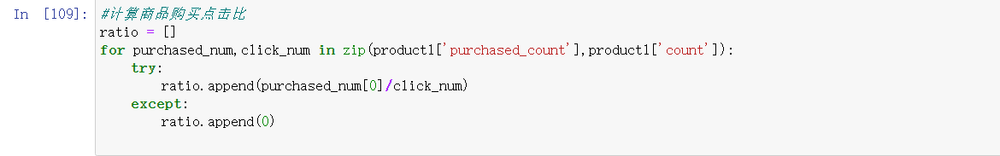 In [109]: #计算商品购买点击比
ratio = []
for purchased_num,click_num in zip(product1['purchased_count'],product1['count']):
    try:
        ratio.append(purchased_num[0]/click_num)
    except:
        ratio.append(0)